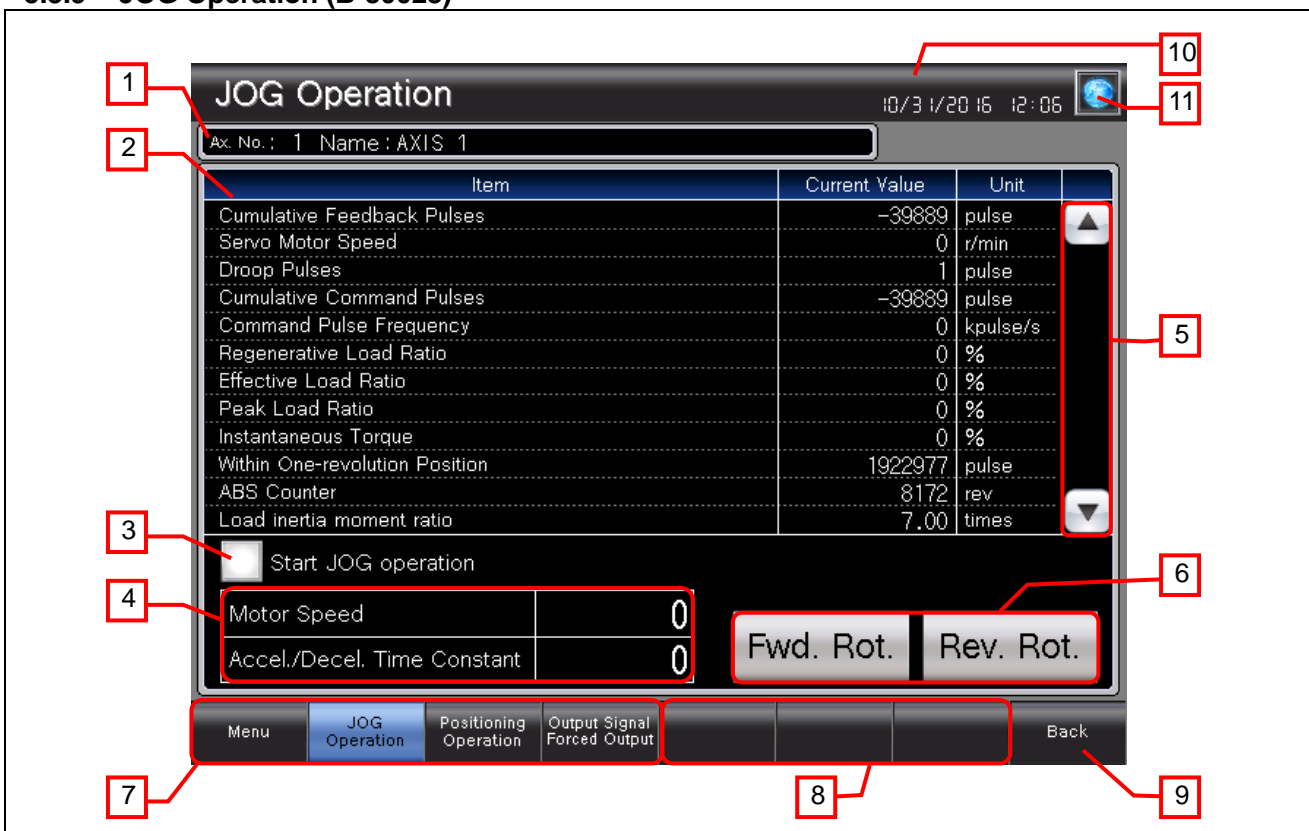 JOG Operation
10
1
10/31/2016 12:06
11
Ax. No.: 1 Name:AXIS 1
2
Item Current Value Unit
Cumulative Feedback Pulses -39889 pulse
Servo Motor Speed 0 r/min
Droop Pulses 1 pulse
Cumulative Command Pulses -39889 pulse
Command Pulse Frequency 0 kpulse/s
5
Regenerative Load Ratio 0 %
Effective Load Ratio 0 %
Peak Load Ratio 0 %
Instantaneous Torque 0 %
Within One-revolution Position 1922977 pulse
ABS Counter 8172 rev
Load inertia moment ratio 7.00 times
3
Start JOG operation
6
4
Motor Speed 0
Accel./Decel. Time Constant 0
Fwd. Rot. Rev. Rot.
Menu
JOG
Operation
Positioning
Operation
Output Signal
Forced Output
Back
7
8
9